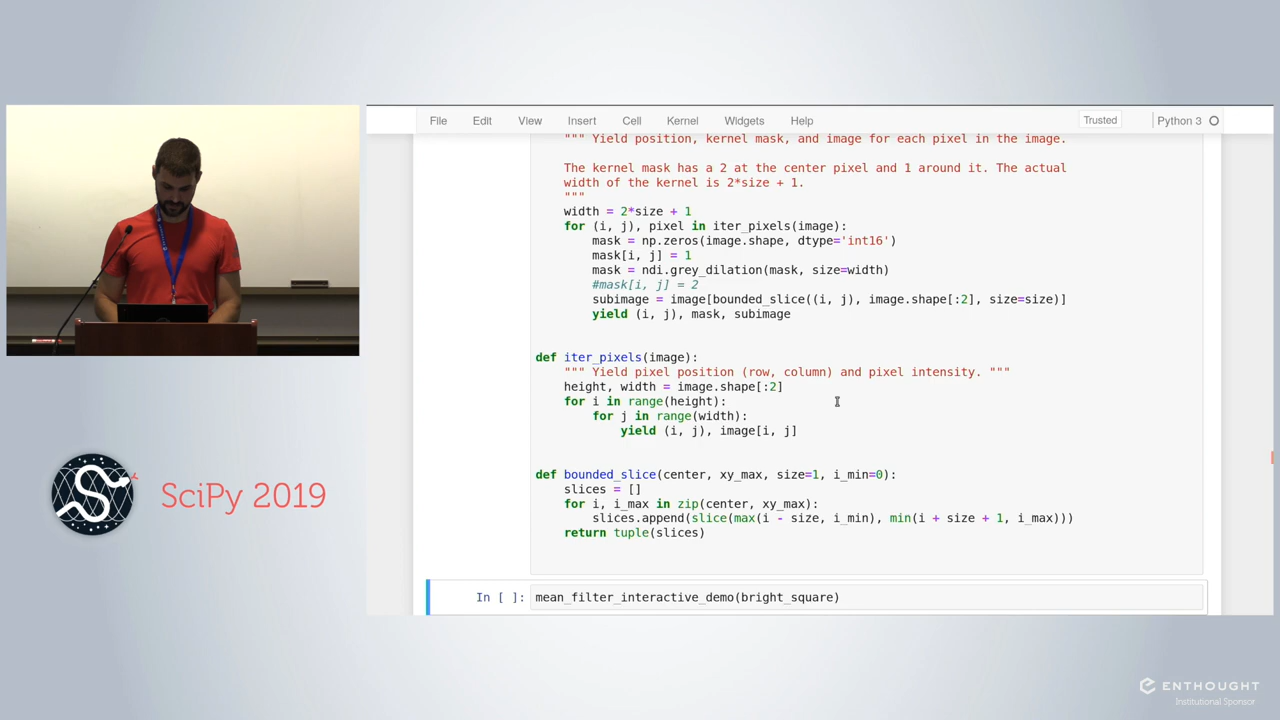 File Edit View Insert Cell Kernel Widgets Help Trusted Python 3
""" Yield position, kernel mask, and image for each pixel in the image.
The kernel mask has a 2 at the center pixel and 1 around it. The actual
width of the kernel is 2*size + 1.
"""
width = 2*size + 1
for (i, j), pixel in iter_pixels(image):
mask = np.zeros(image.shape, dtype='int16')
mask[i, j] = 1
mask = ndi.grey_dilation(mask, size=width)
#mask[i, j] = 2
subimage = image[bounded_slice((i, j), image.shape[:2], size=size)]
yield (i, j), mask, subimage
def iter_pixels(image):
""" Yield pixel position (row, column) and pixel intensity. """
height, width = image.shape[:2]
for i in range(height):
for j in range(width):
yield (i, j), image[i, j]
def bounded_slice(center, xy_max, size=1, i_min=0):
slices = []
for i, i_max in zip(center, xy_max):
slices.append(slice(max(i - size, i_min), min(i + size + 1, i_max)))
return tuple(slices)
In [ ]: mean_filter_interactive_demo(bright_square)
SciPy 2019
ENTHOUGHT
Institutional Sponsor